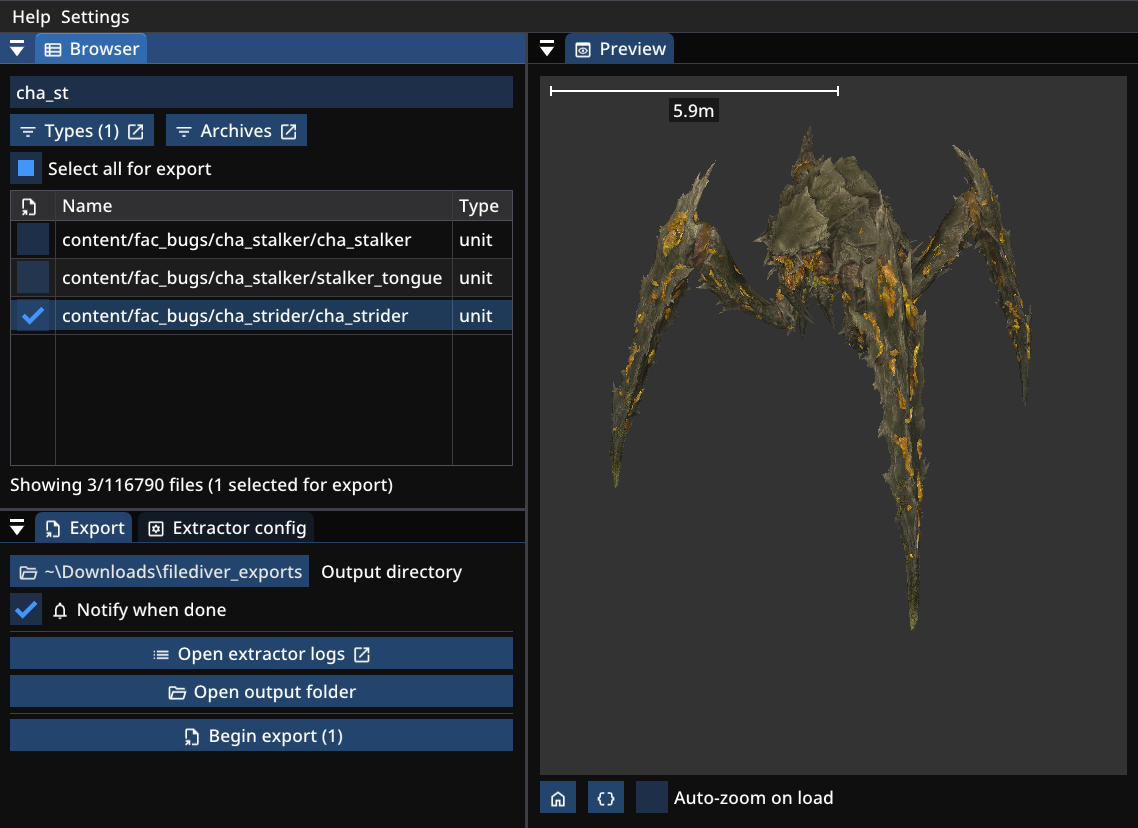 Help Settings
Browser
cha_st
Types (1) Archives
Select all for export
Name Type
content/fac_bugs/cha_stalker/cha_stalker unit
content/fac_bugs/cha_stalker/stalker_tongue unit
content/fac_bugs/cha_strider/cha_strider unit
Showing 3/116790 files (1 selected for export)
Export Extractor config
~\Downloads\filediver_exports Output directory
Notify when done
Open extractor logs
Open output folder
Begin export (1)
Preview
5.9m
Auto-zoom on load